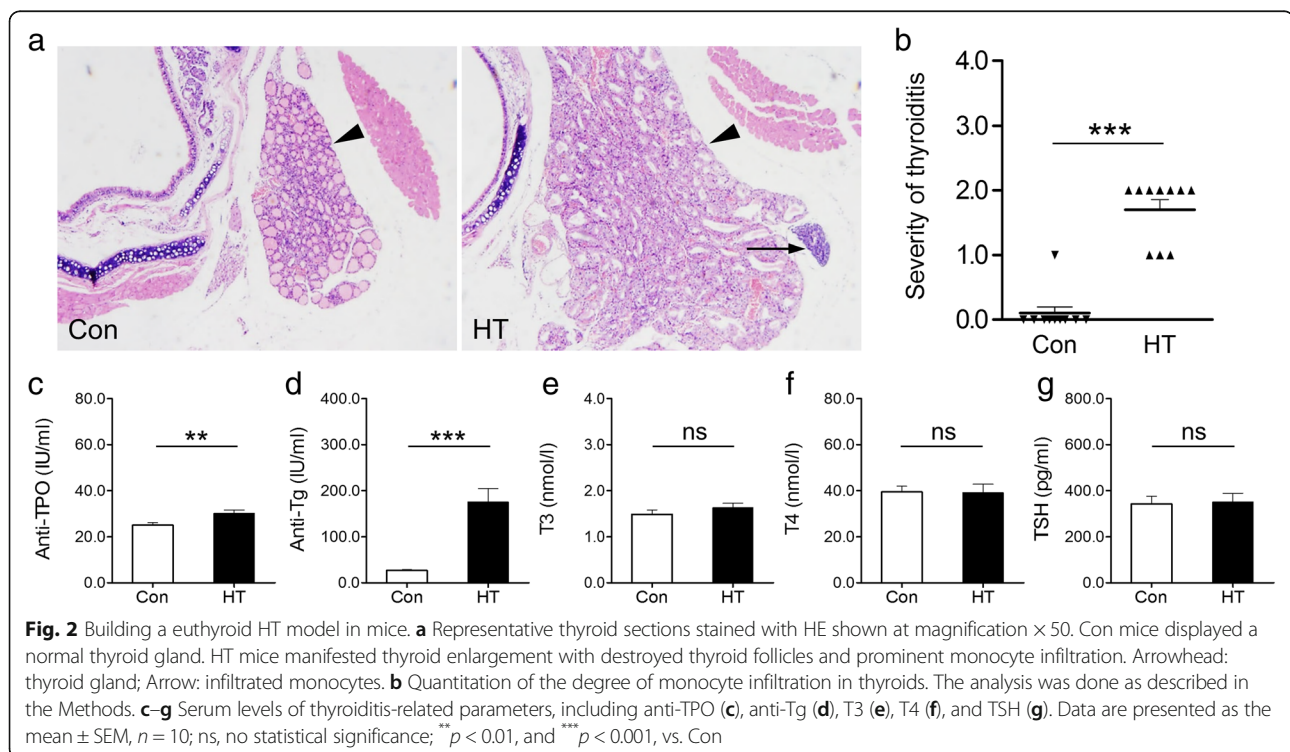 a
Con
HT
b
Severity of thyroiditis
4.0
3.0
2.0
1.0
0.0
***
Con HT
c
Anti-TPO (IU/ml)
80.0
60.0
40.0
20.0
0.0
**
Con HT
d
Anti-Tg (IU/ml)
400.0
300.0
200.0
100.0
0.0
***
Con HT
e
T3 (nmol/l)
4.0
3.0
2.0
1.0
0.0
ns
Con HT
f
T4 (nmol/l)
80.0
60.0
40.0
20.0
0.0
ns
Con HT
g
TSH (pg/ml)
800.0
600.0
400.0
200.0
0.0
ns
Con HT
Fig. 2 Building a euthyroid HT model in mice. a Representative thyroid sections stained with HE shown at magnification × 50. Con mice displayed a
normal thyroid gland. HT mice manifested thyroid enlargement with destroyed thyroid follicles and prominent monocyte infiltration. Arrowhead:
thyroid gland; Arrow: infiltrated monocytes. b Quantitation of the degree of monocyte infiltration in thyroids. The analysis was done as described in
the Methods. c–g Serum levels of thyroiditis-related parameters, including anti-TPO (c), anti-Tg (d), T3 (e), T4 (f), and TSH (g). Data are presented as the
mean ± SEM, n = 10; ns, no statistical significance; **p < 0.01, and ***p < 0.001, vs. Con